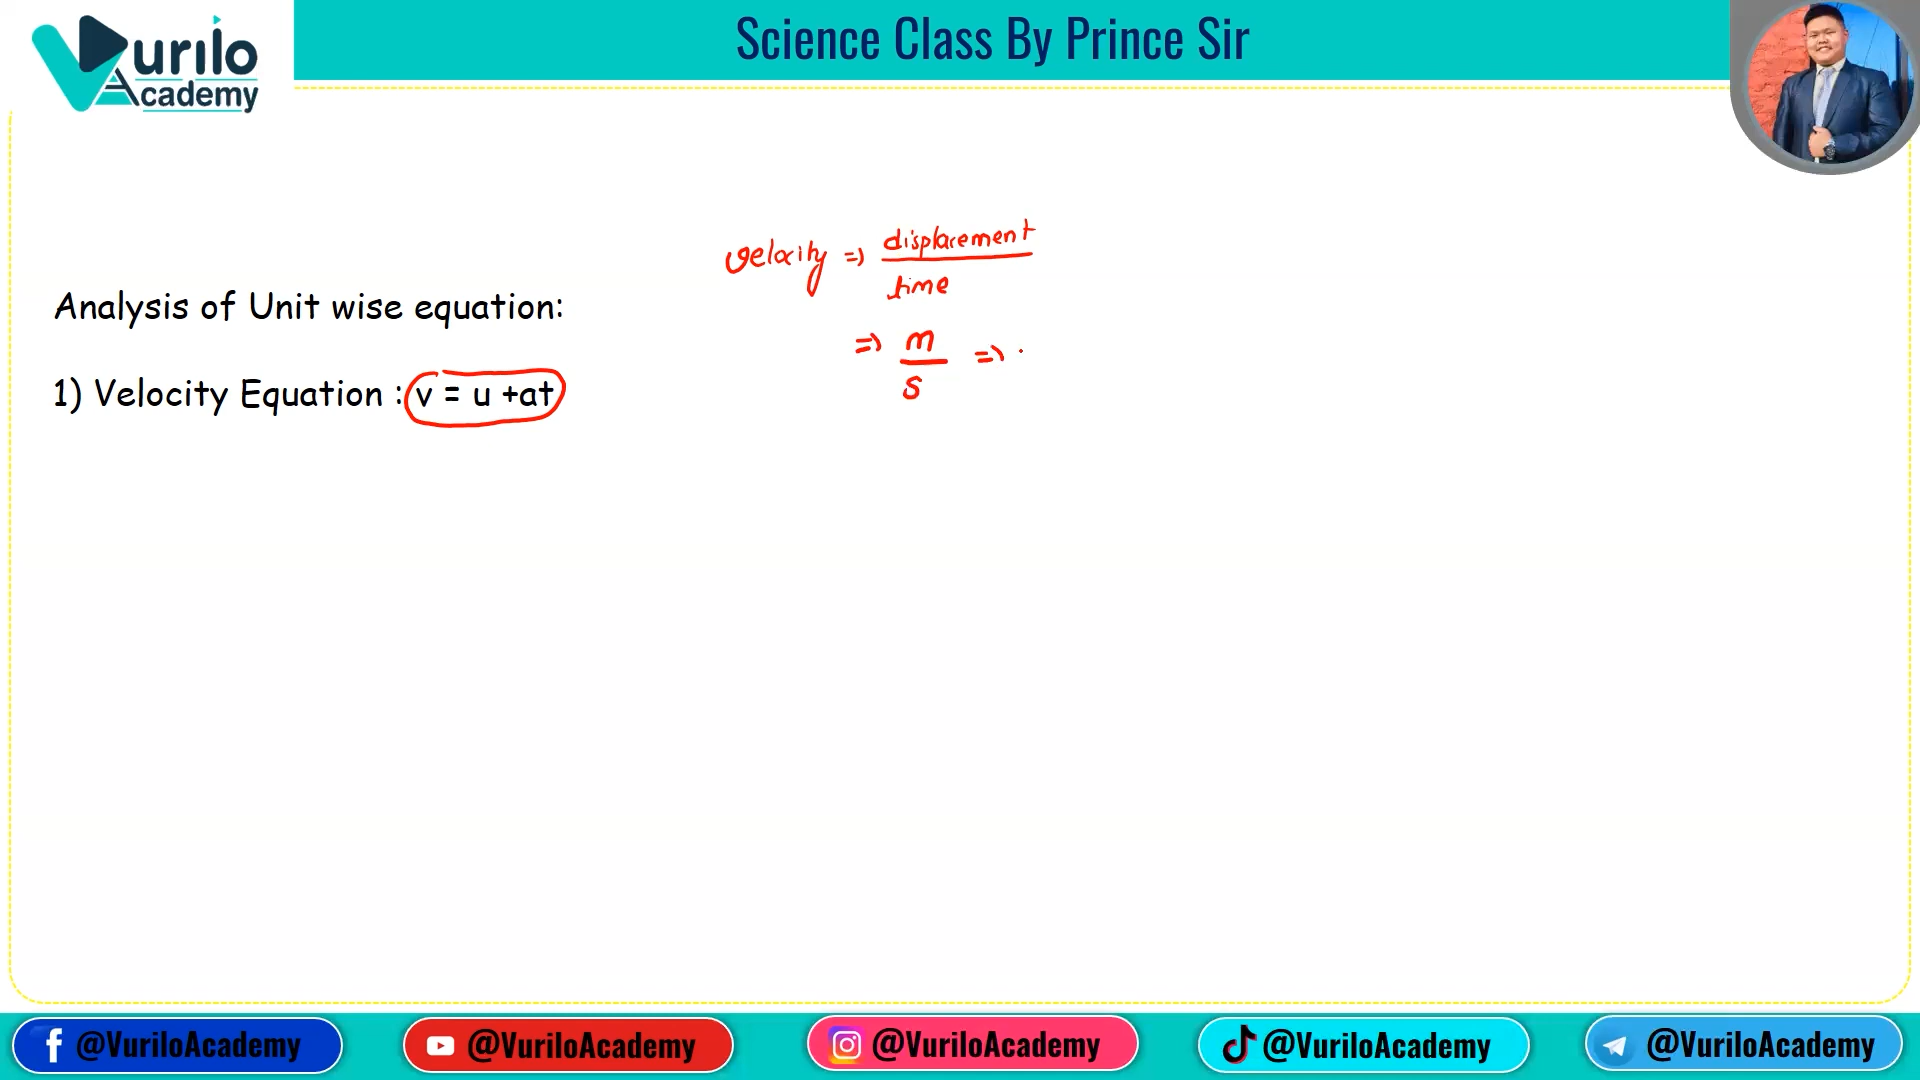 Vurilo
Academy
Science Class By Prince Sir
velocity => displacement
time
=> m
s
=>
Analysis of Unit wise equation:
1) Velocity Equation : v = u +at
@VuriloAcademy
@VuriloAcademy
@VuriloAcademy
@VuriloAcademy
@VuriloAcademy